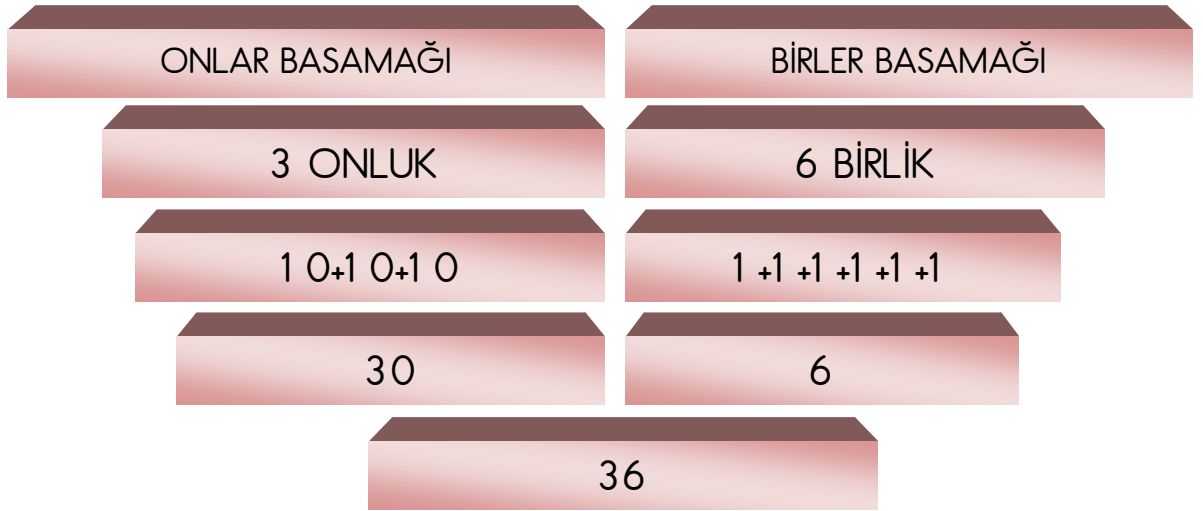 ONLAR BASAMAĞI
BİRLER BASAMAĞI
3 ONLUK
6 BİRLİK
10+10+10
1+1+1+1+1+1
30
6
36